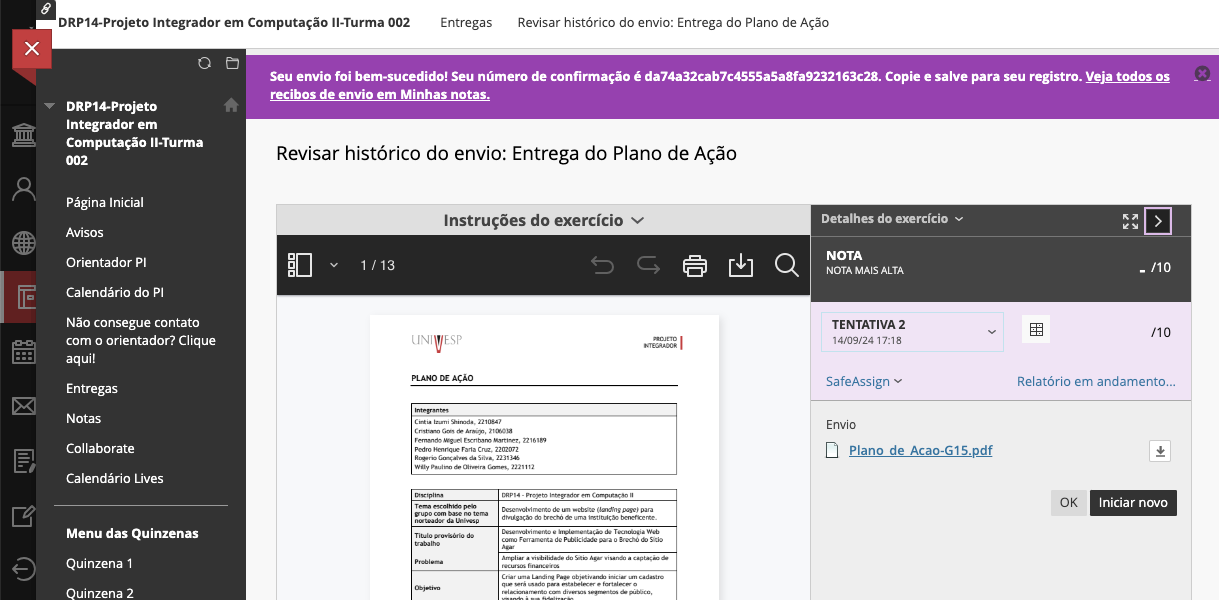 DRP14-Projeto Integrador em Computação II-Turma 002
Entregas
Revisar histórico do envio: Entrega do Plano de Ação
DRP14-Projeto
Integrador em
Computação II-Turma
002
Página Inicial
Avisos
Orientador PI
Calendário do PI
Não consegue contato
com o orientador? Clique
aqui!
Entregas
Notas
Collaborate
Calendário Lives
Menu das Quinzenas
Quinzena 1
Quinzena 2
Seu envio foi bem-sucedido! Seu número de confirmação é da74a32cab7c4555a5a8fa9232163c28. Copie e salve para seu registro. Veja todos os
recibos de envio em Minhas notas.
Revisar histórico do envio: Entrega do Plano de Ação
Instruções do exercício
1 / 13
UNIVESP
PROJETO
INTEGRADOR
PLANO DE AÇÃO
Integrantes
Cintia Izumi Shinoda, 2210847
Cristiano Gois de Araújo, 2106038
Fernando Miguel Escribano Martinez, 2216189
Pedro Henrique Faria Cruz, 2202072
Rogerio Gonçalves da Silva, 2231346
Willy Paulino de Oliveira Gomes, 2221112
Disciplina
DRP14 - Projeto Integrador em Computação II
Tema escolhido pelo
grupo com base no tema
norteador da Univesp
Desenvolvimento de um website (landing page) para
divulgação do brechó de uma instituição beneficente.
Título provisório do
trabalho
Desenvolvimento e Implementação de Tecnologia Web
como Ferramenta de Publicidade para o Brechó do Sítio
Agar
Problema
Ampliar a visibilidade do Sítio Agar visando a captação de
recursos financeiros
Objetivo
Criar uma Landing Page objetivando iniciar um cadastro
que será usado para estabelecer e fortalecer o
relacionamento com diversos segmentos de público,
visando à sua fidelização
Detalhes do exercício
NOTA
NOTA MAIS ALTA
- /10
TENTATIVA 2
14/09/24 17:18
/10
SafeAssign
Relatório em andamento...
Envio
Plano_de_Acao-G15.pdf
OK
Iniciar novo